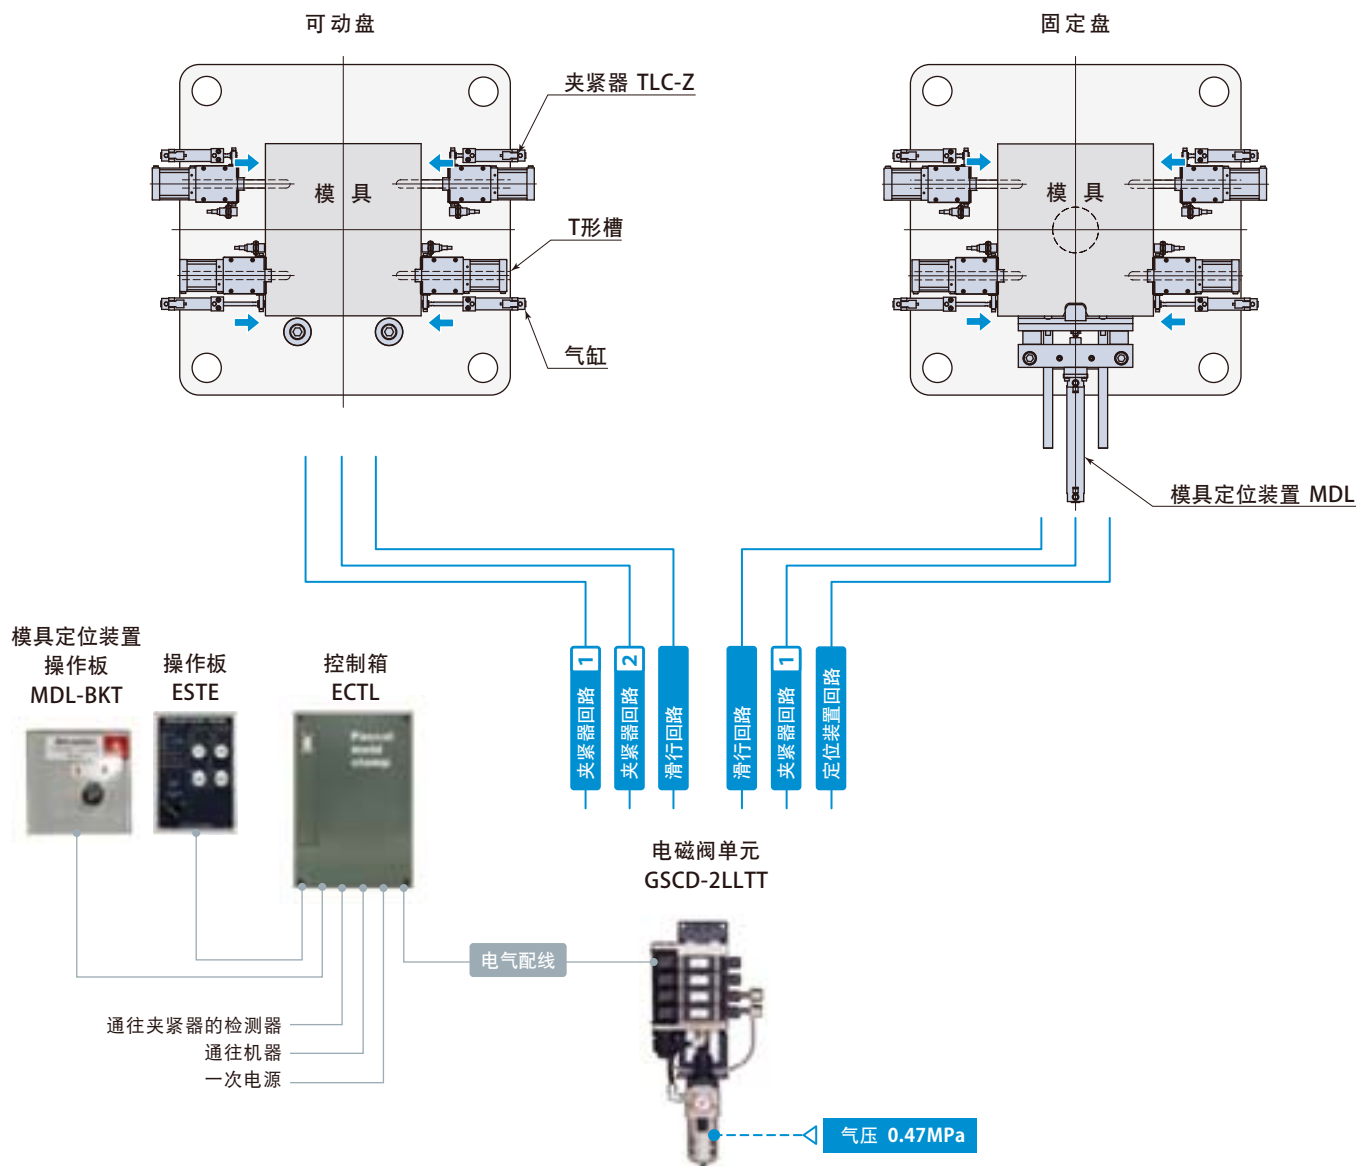 可动盘
固定盘
夹紧器 TLC-Z
模具
模具
T形槽
气缸
模具定位装置 MDL
模具定位装置
操作板
MDL-BKT
操作板
ESTE
控制箱
ECTL
夹紧器回路 1
夹紧器回路 2
滑行回路
滑行回路
夹紧器回路 1
定位装置回路
Pascal
mold
clamp
电磁阀单元
GSCD-2LLTT
电气配线
通往夹紧器的检测器
通往机器
一次电源
气压 0.47MPa